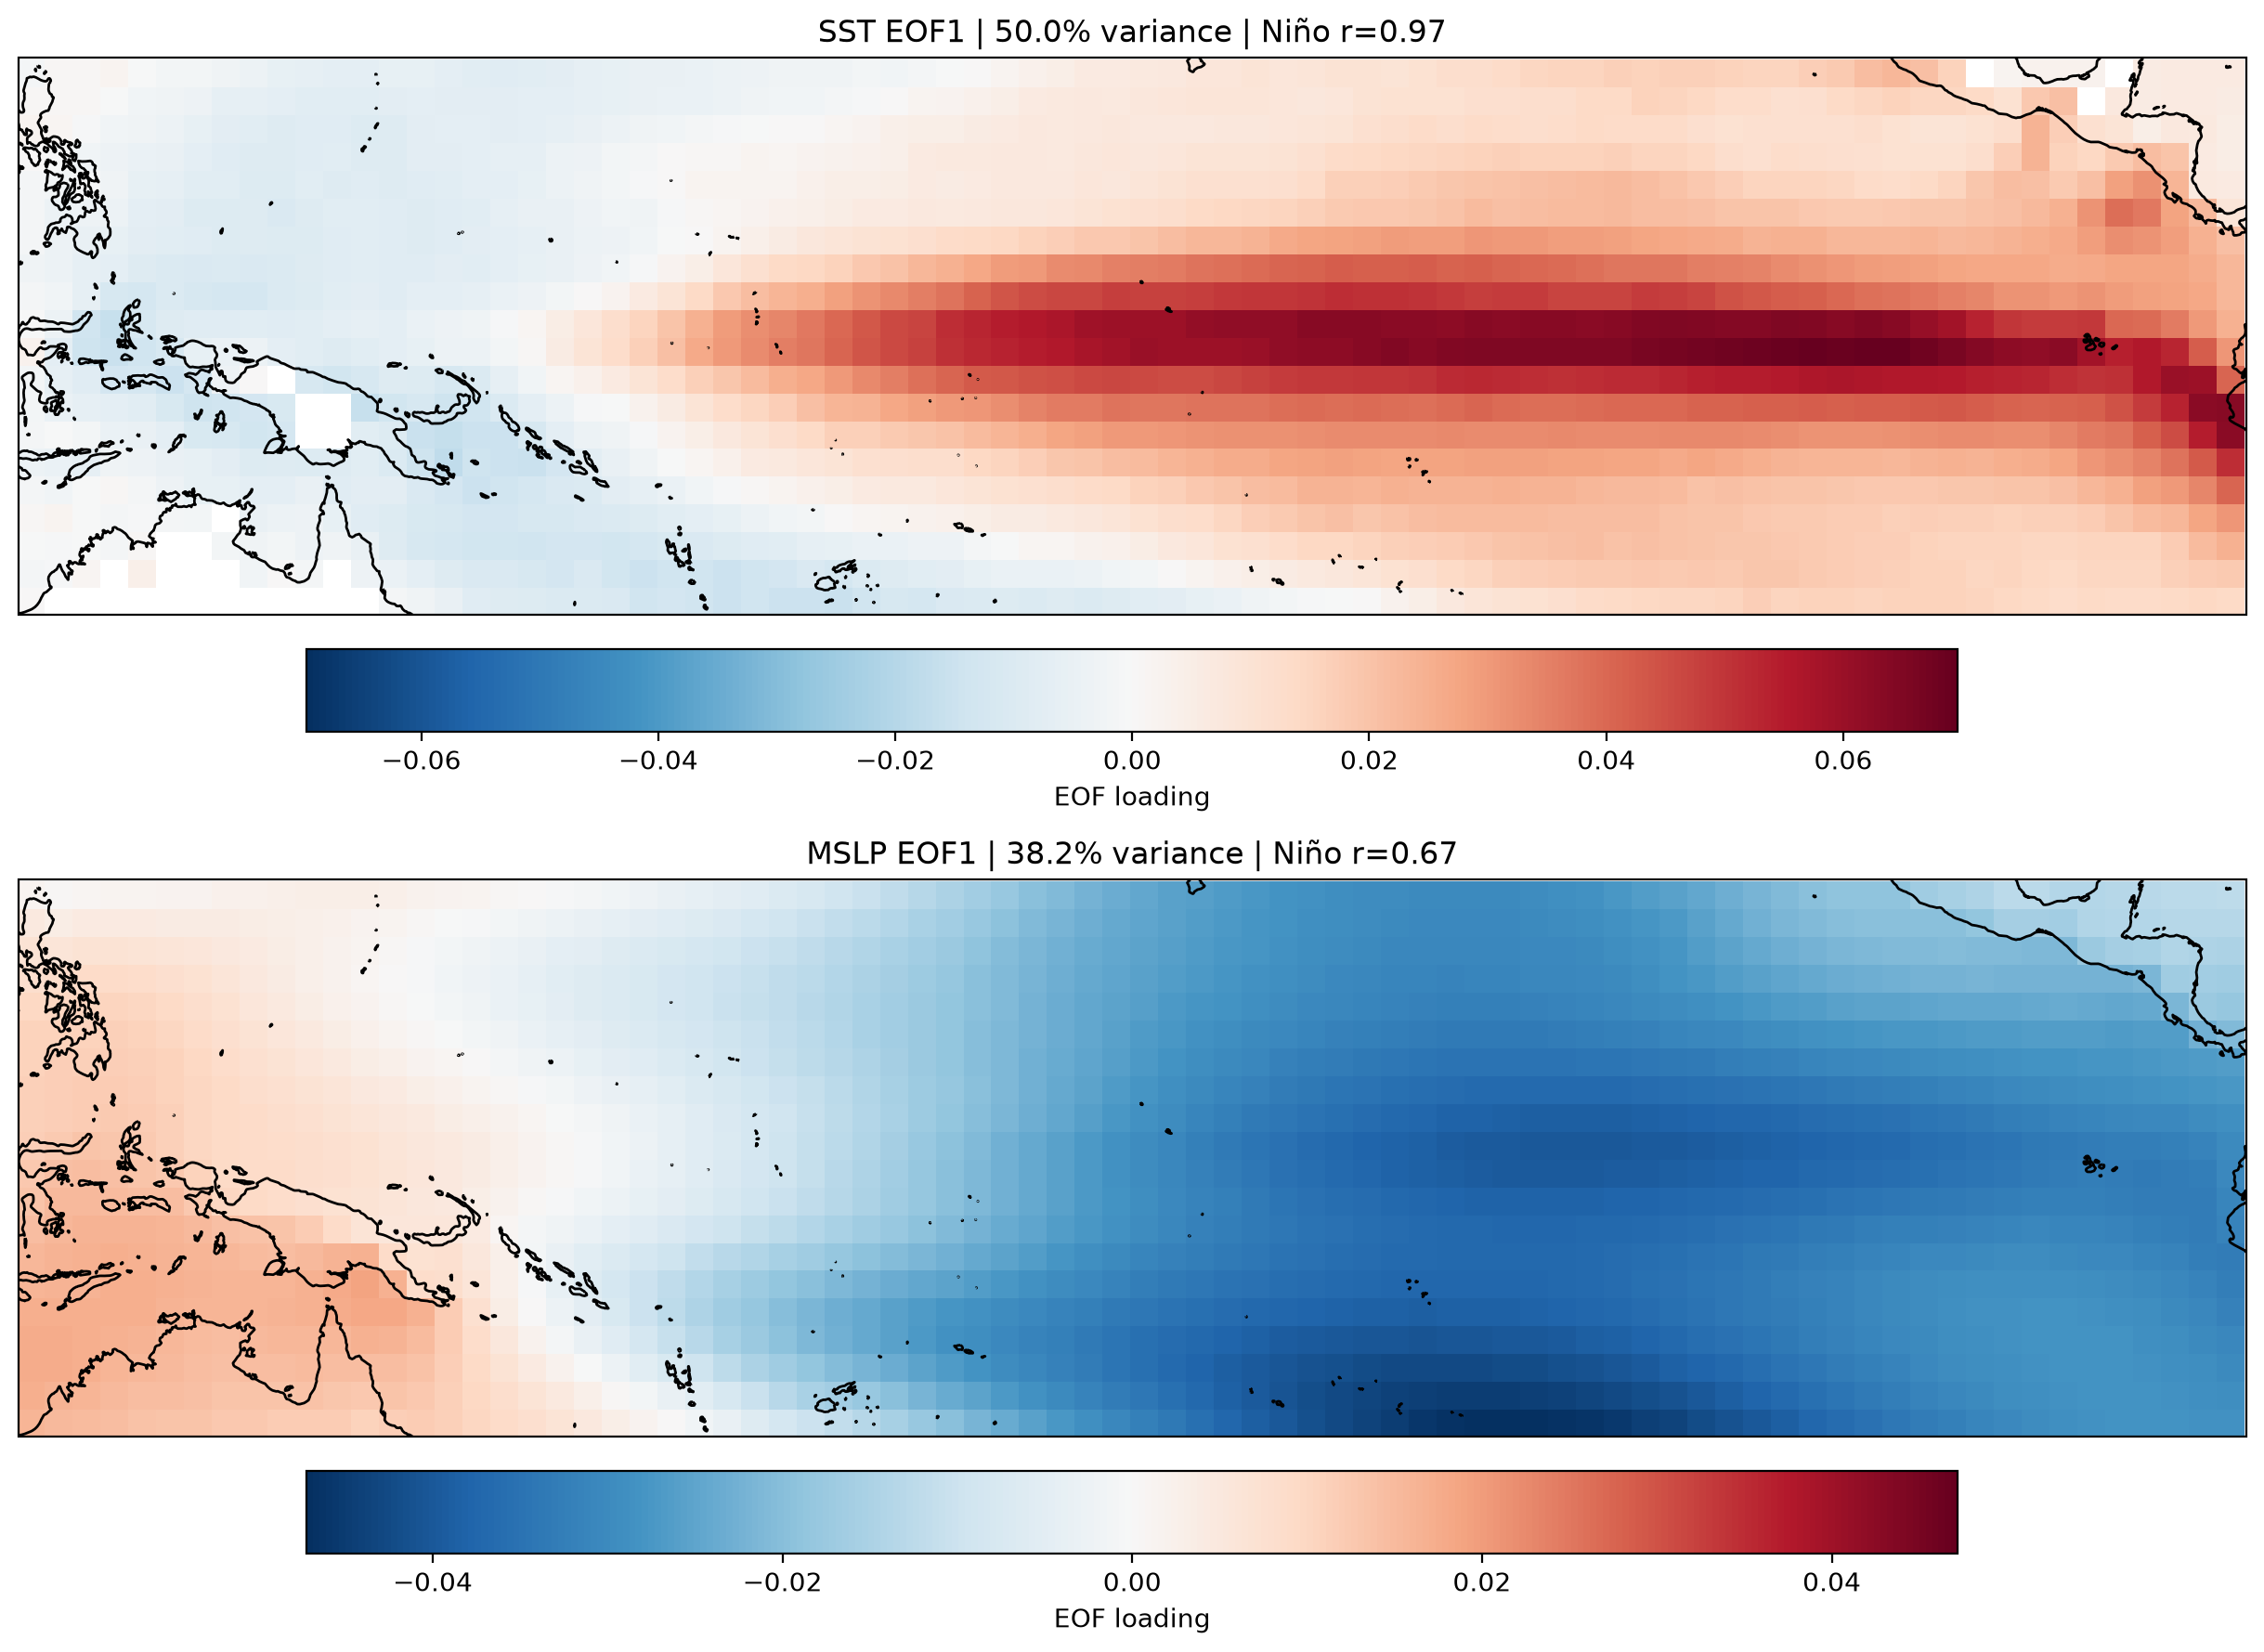 SST EOF1 | 50.0% variance | Niño r=0.97
−0.06 −0.04 −0.02 0.00 0.02 0.04 0.06
EOF loading
MSLP EOF1 | 38.2% variance | Niño r=0.67
−0.04 −0.02 0.00 0.02 0.04
EOF loading